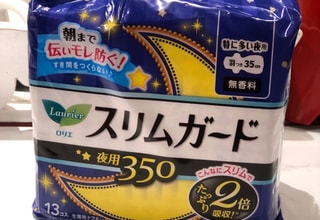 朝まで
伝いモレ防ぐ!
すき間をつくらない
特に多い夜用
羽つき35cm
無香料
Laurier
ロリエ
スリムガード
夜用350
こんなにスリムで
たっぷり2倍
吸収!
13コ入